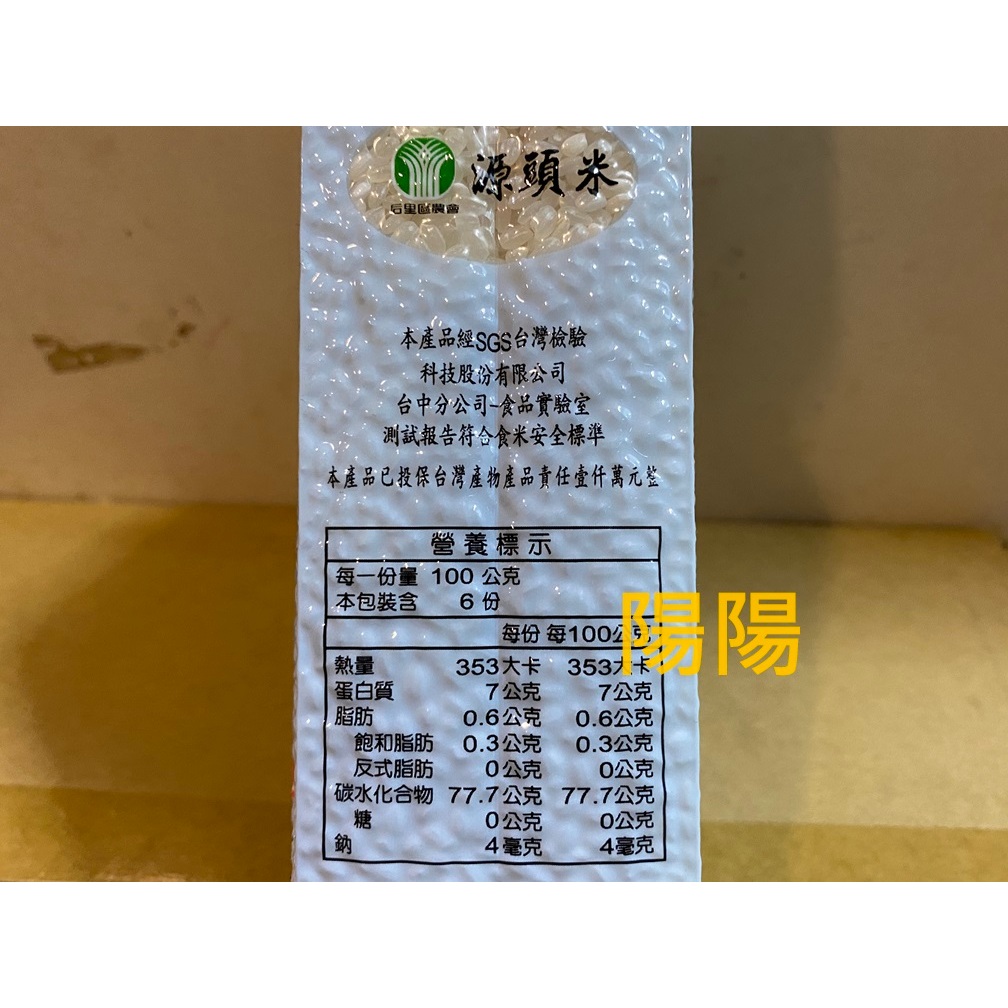 源頭米
后里區農會
本產品經SGS台灣檢驗
科技股份有限公司
台中分公司-食品實驗室
測試報告符合食米安全標準
本產品已投保台灣產物產品責任壹仟萬元整
營養標示
每一份量 100 公克
本包裝含 6 份
每份 每100公克
熱量 353大卡 353大卡
蛋白質 7公克 7公克
脂肪 0.6公克 0.6公克
飽和脂肪 0.3公克 0.3公克
反式脂肪 0公克 0公克
碳水化合物 77.7公克 77.7公克
糖 0公克 0公克
鈉 4毫克 4毫克
陽陽